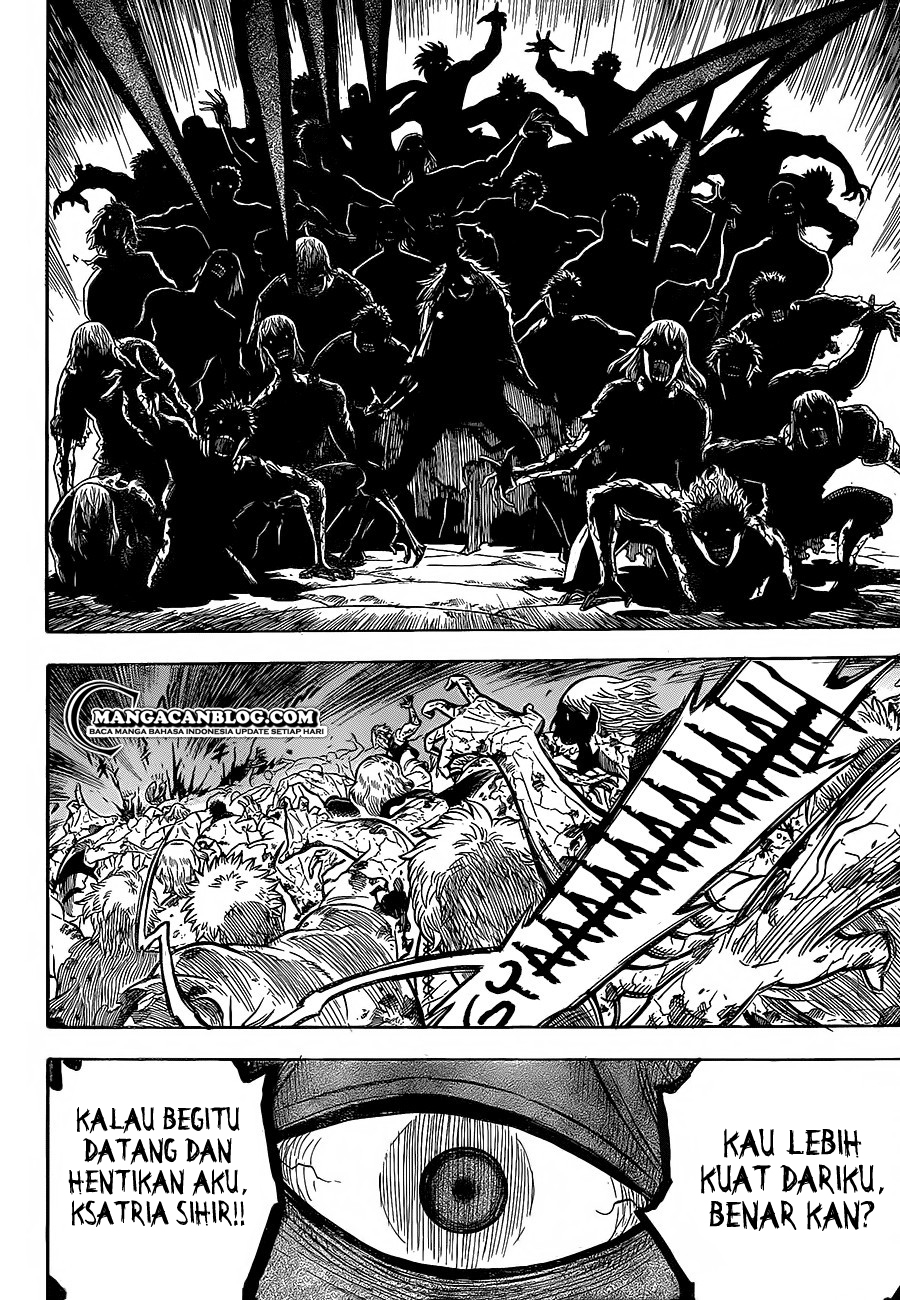 MANGACANBLOG.COM
BACA MANGA BAHASA INDONESIA UPDATE SETIAP HARI
GYAAAAAAAAAA
KAU LEBIH
KUAT DARIKU,
BENAR KAN?
KALAU BEGITU
DATANG DAN
HENTIKAN AKU,
KSATRIA SIHIR!!